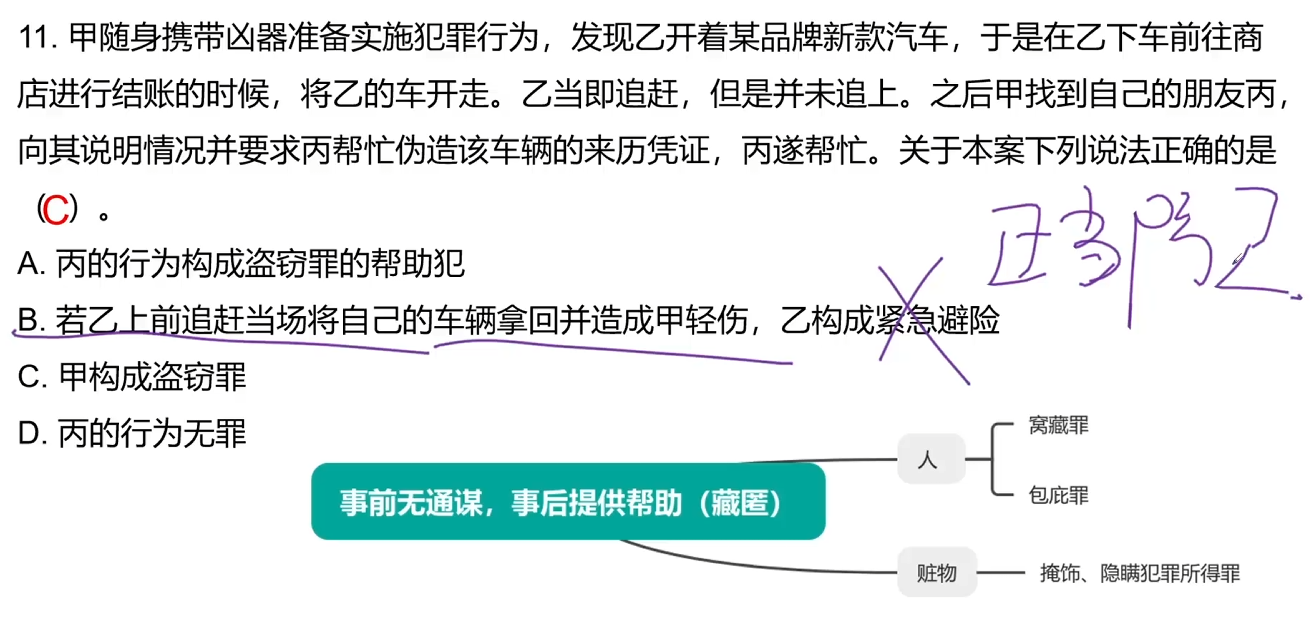 11. 甲随身携带凶器准备实施犯罪行为，发现乙开着某品牌新款汽车，于是在乙下车前往商
店进行结账的时候，将乙的车开走。乙当即追赶，但是并未追上。之后甲找到自己的朋友丙，
向其说明情况并要求丙帮忙伪造该车辆的来历凭证，丙遂帮忙。关于本案下列说法正确的是
（C）。
正当防卫
A. 丙的行为构成盗窃罪的帮助犯
B. 若乙上前追赶当场将自己的车辆拿回并造成甲轻伤，乙构成紧急避险
C. 甲构成盗窃罪
D. 丙的行为无罪
人
窝藏罪
包庇罪
事前无通谋，事后提供帮助（藏匿）
赃物
掩饰、隐瞒犯罪所得罪